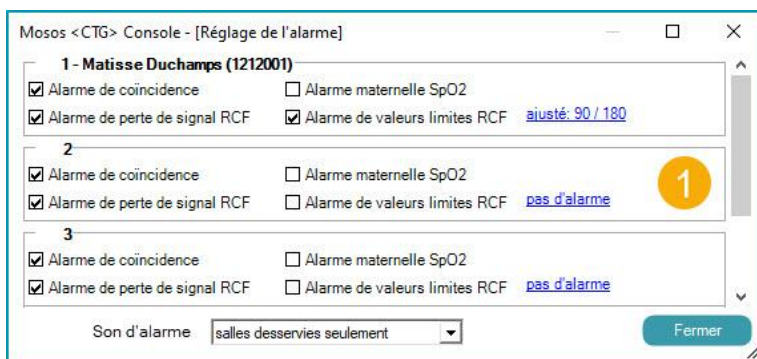 Mosos <CTG> Console - [Réglage de l'alarme]
1 - Matisse Duchamps (1212001)
Alarme de coïncidence Alarme maternelle SpO2
Alarme de perte de signal RCF Alarme de valeurs limites RCF ajusté: 90 / 180
2
Alarme de coïncidence Alarme maternelle SpO2
Alarme de perte de signal RCF Alarme de valeurs limites RCF pas d'alarme
1
3
Alarme de coïncidence Alarme maternelle SpO2
Alarme de perte de signal RCF Alarme de valeurs limites RCF pas d'alarme
Son d'alarme salles desservies seulement Fermer